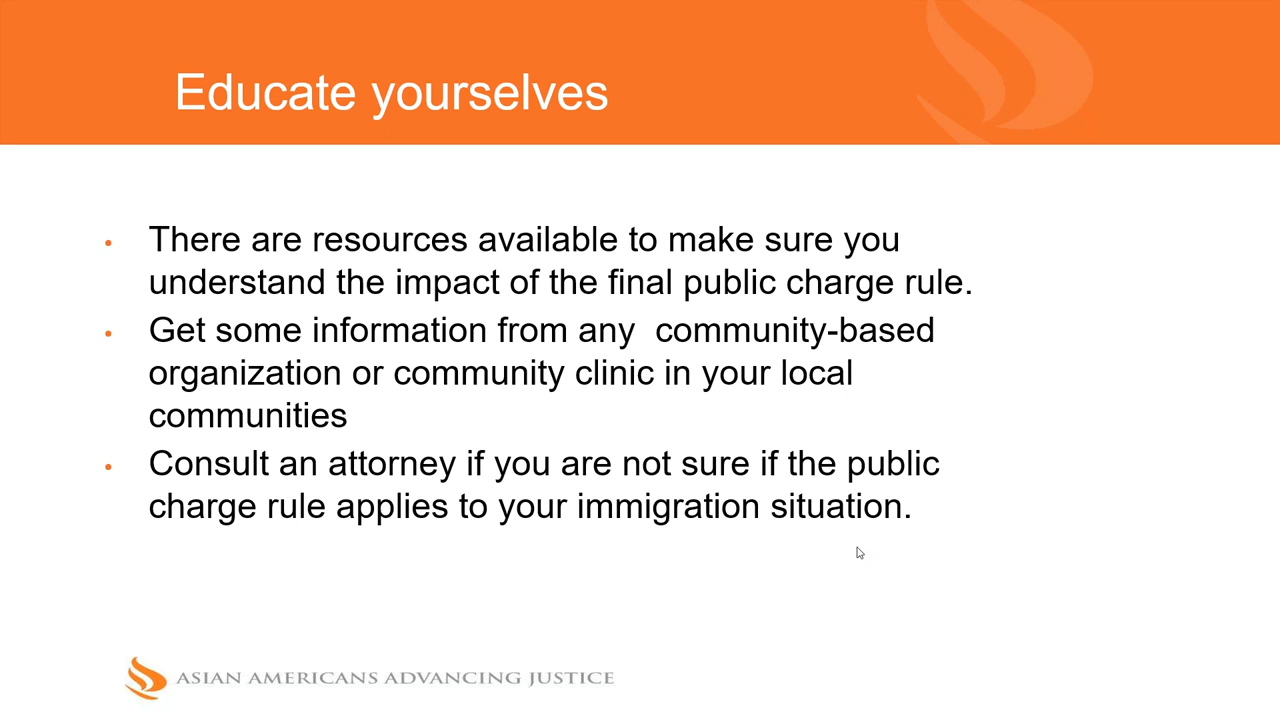 Educate yourselves
• There are resources available to make sure you
understand the impact of the final public charge rule.
• Get some information from any  community-based
organization or community clinic in your local
communities
• Consult an attorney if you are not sure if the public
charge rule applies to your immigration situation.
ASIAN AMERICANS ADVANCING JUSTICE